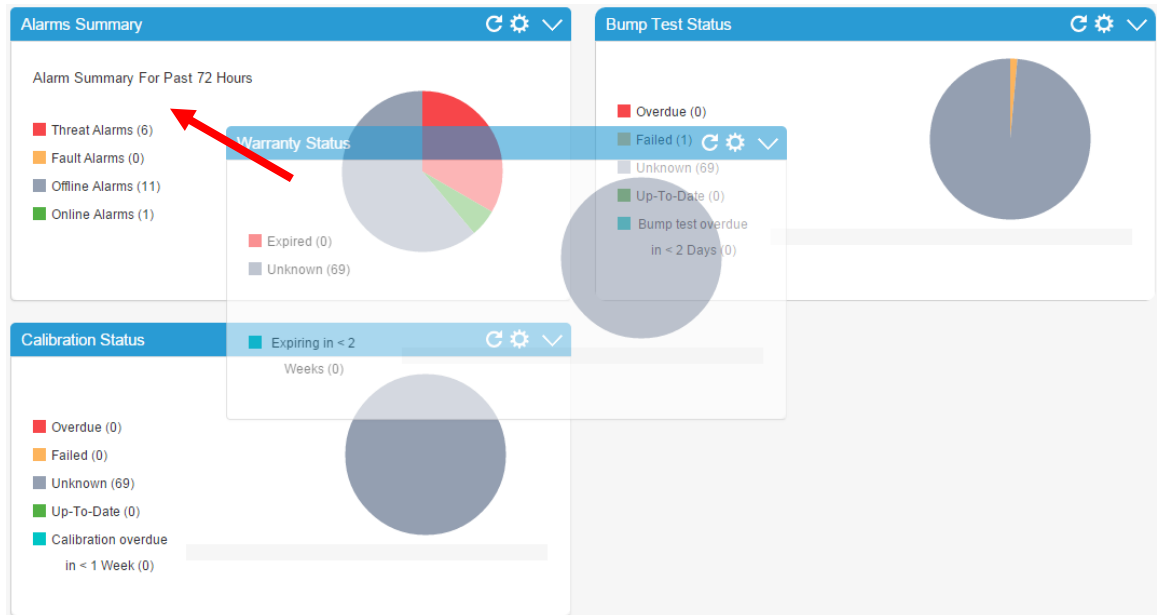 Alarms Summary
Alarm Summary For Past 72 Hours
Threat Alarms (6)
Fault Alarms (0)
Offline Alarms (11)
Online Alarms (1)
Bump Test Status
Overdue (0)
Failed (1)
Unknown (69)
Up-To-Date (0)
Bump test overdue
in < 2 Days (0)
Warranty Status
Expired (0)
Unknown (69)
Expiring in < 2
Weeks (0)
Calibration Status
Overdue (0)
Failed (0)
Unknown (69)
Up-To-Date (0)
Calibration overdue
in < 1 Week (0)